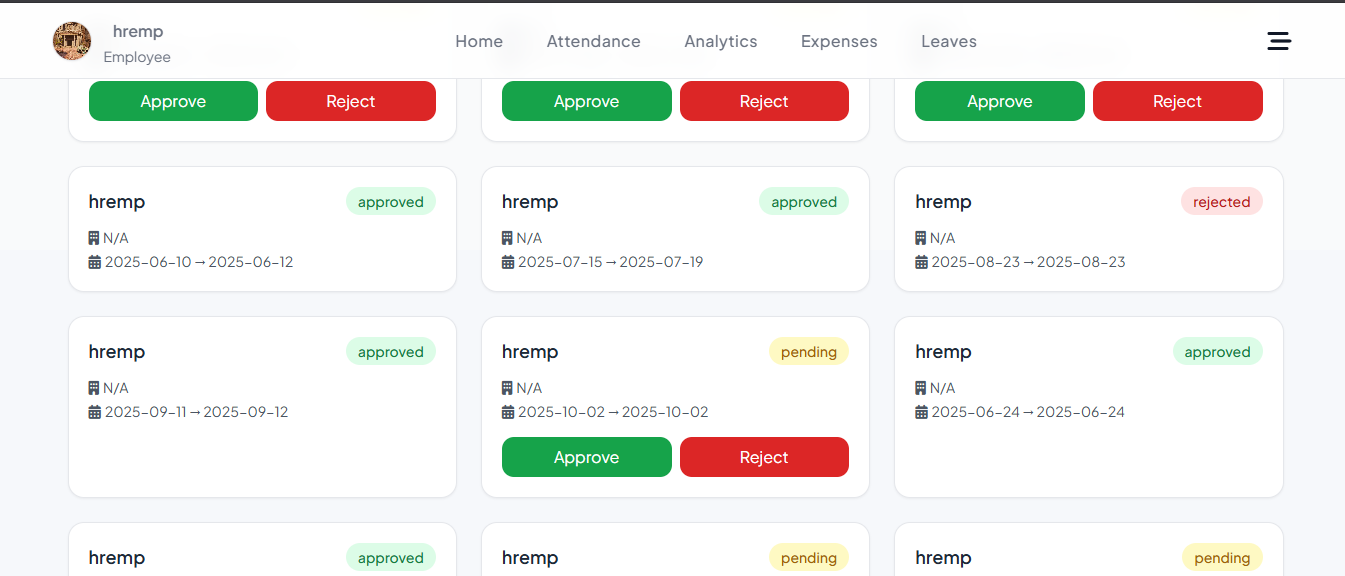 hremp
Employee
Home Attendance Analytics Expenses Leaves
Approve Reject Approve Reject Approve Reject
hremp approved
N/A
2025-06-10 → 2025-06-12
hremp approved
N/A
2025-07-15 → 2025-07-19
hremp rejected
N/A
2025-08-23 → 2025-08-23
hremp approved
N/A
2025-09-11 → 2025-09-12
hremp pending
N/A
2025-10-02 → 2025-10-02
Approve Reject
hremp approved
N/A
2025-06-24 → 2025-06-24
hremp approved
hremp pending
hremp pending